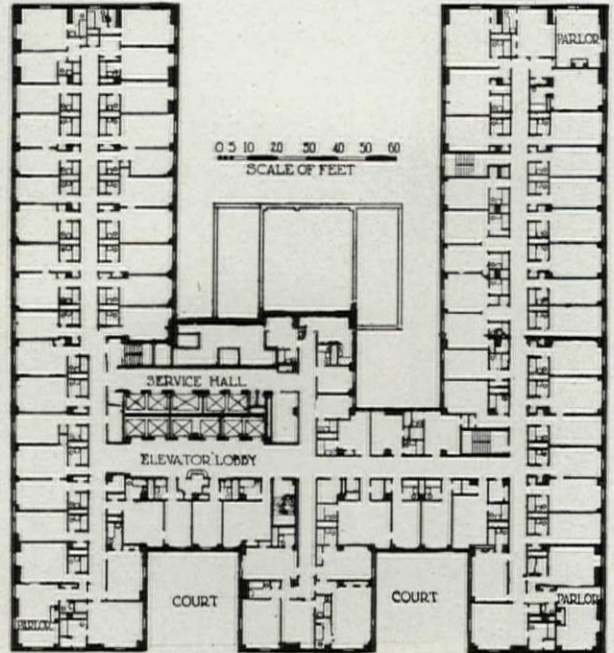 PARLOR
0 5 10 20 30 40 50 60
SCALE OF FEET
SERVICE HALL
ELEVATOR LOBBY
COURT
COURT
PARLOR
PARLOR